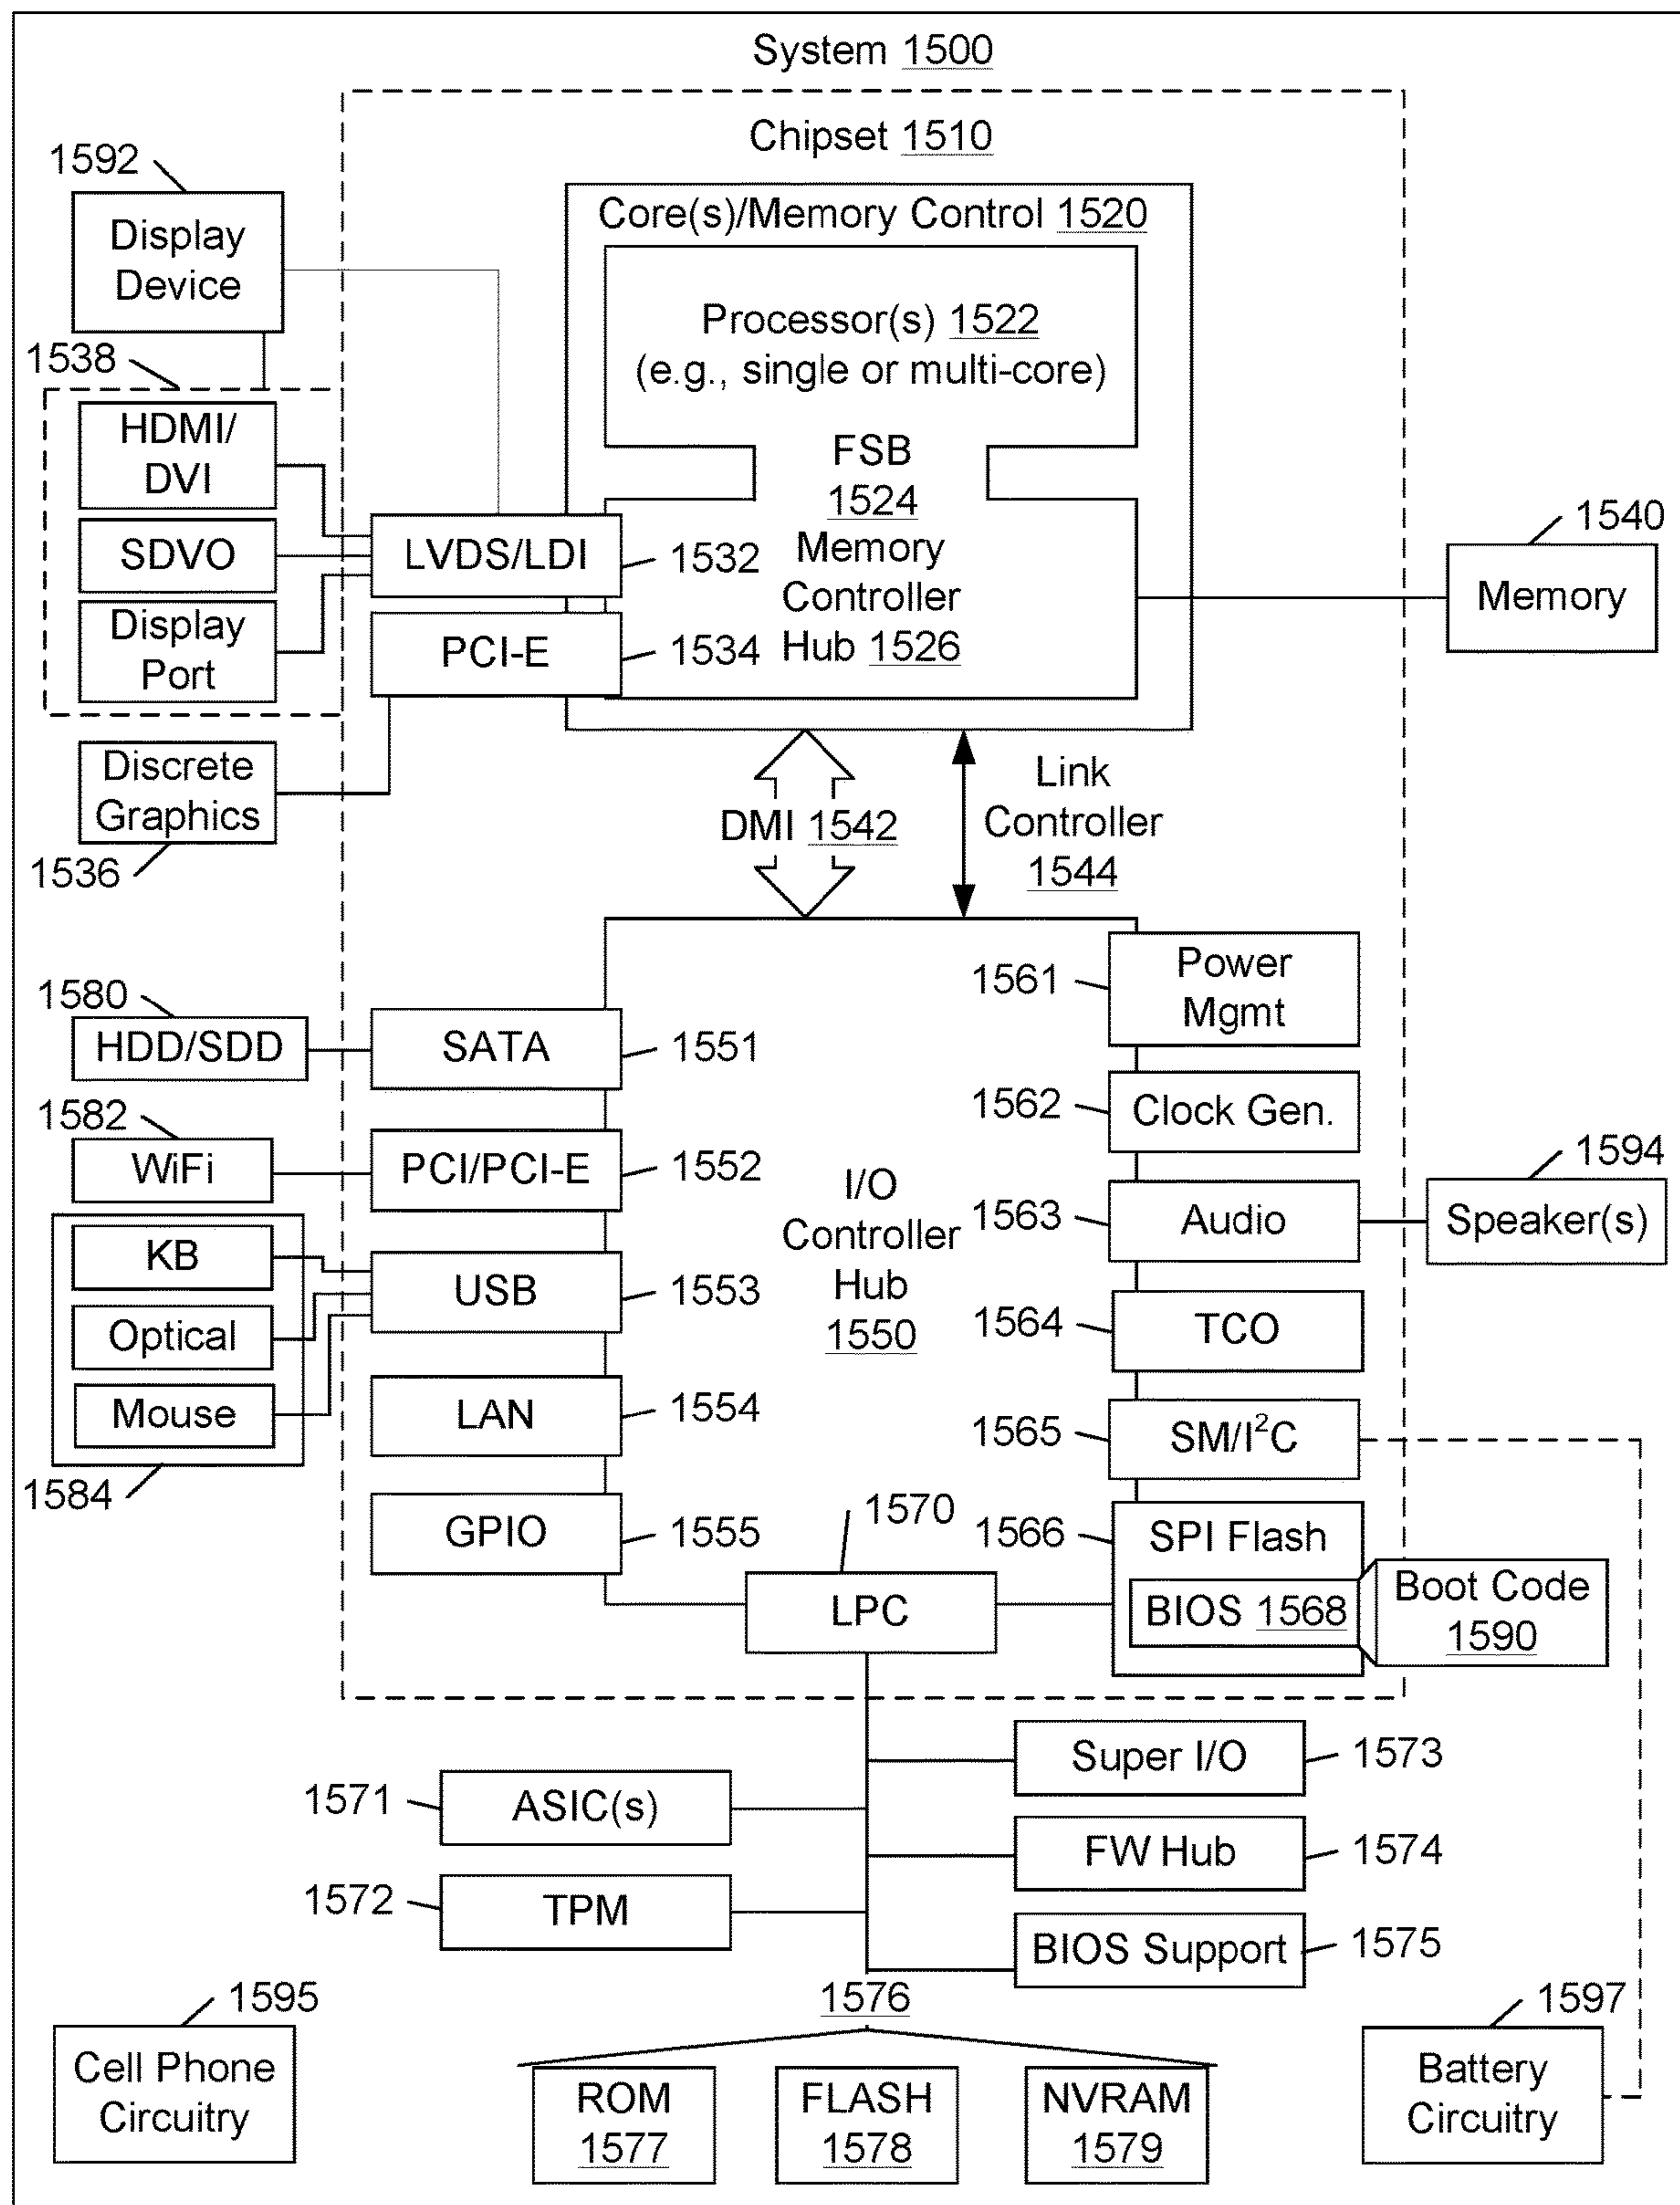 System 1500
Chipset 1510
1592
Display
Device
Core(s)/Memory Control 1520
Processor(s) 1522
(e.g., single or multi-core)
FSB
1524
Memory
Controller
Hub 1526
1538
HDMI/
DVI
SDVO
Display
Port
LVDS/LDI
1532
PCI-E
1534
1540
Memory
Discrete
Graphics
1536
DMI 1542
Link
Controller
1544
1580
HDD/SDD
SATA
1551
1582
WiFi
PCI/PCI-E
1552
KB
Optical
Mouse
1584
USB
1553
LAN
1554
GPIO
1555
I/O
Controller
Hub
1550
1561
Power
Mgmt
1562
Clock Gen.
1563
Audio
1594
Speaker(s)
1564
TCO
1565
SM/I²C
1566
SPI Flash
BIOS 1568
Boot Code
1590
1570
LPC
Super I/O
1573
1571
ASIC(s)
FW Hub
1574
1572
TPM
BIOS Support
1575
1595
Cell Phone
Circuitry
1576
ROM
1577
FLASH
1578
NVRAM
1579
1597
Battery
Circuitry